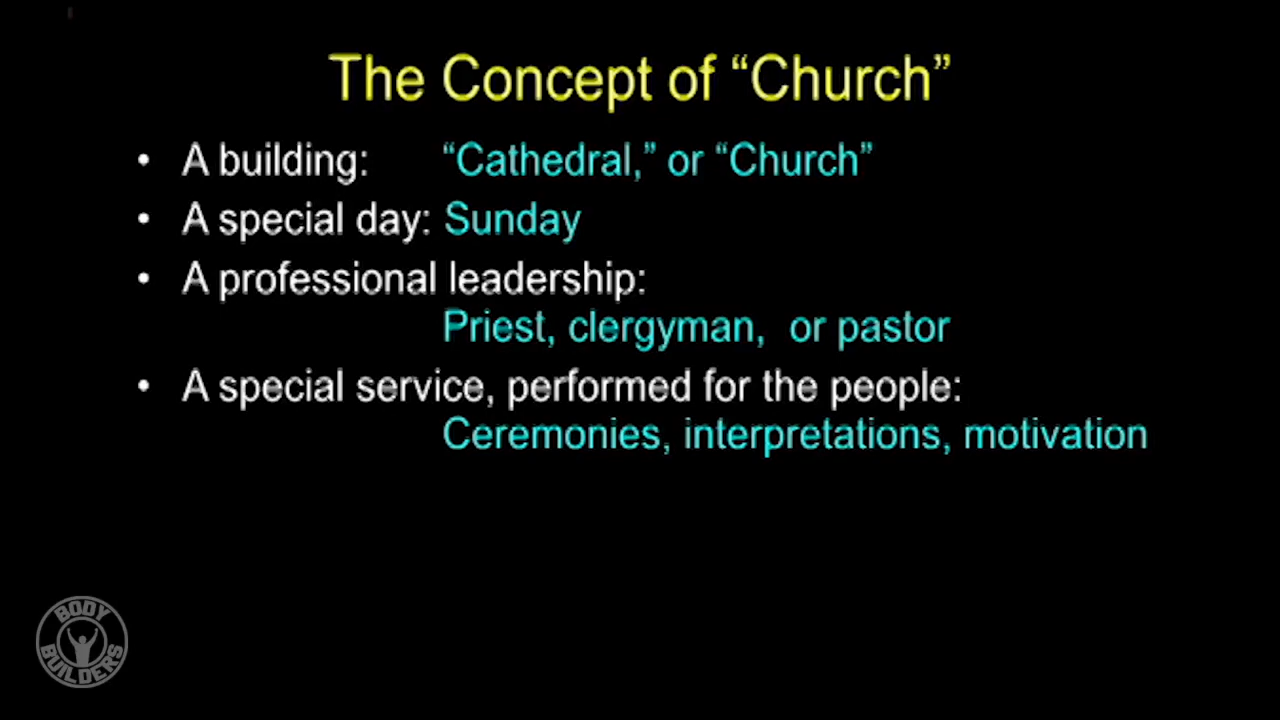 The Concept of “Church”
• A building: “Cathedral,” or “Church”
• A special day: Sunday
• A professional leadership:
Priest, clergyman, or pastor
• A special service, performed for the people:
Ceremonies, interpretations, motivation
BODY
BUILDERS